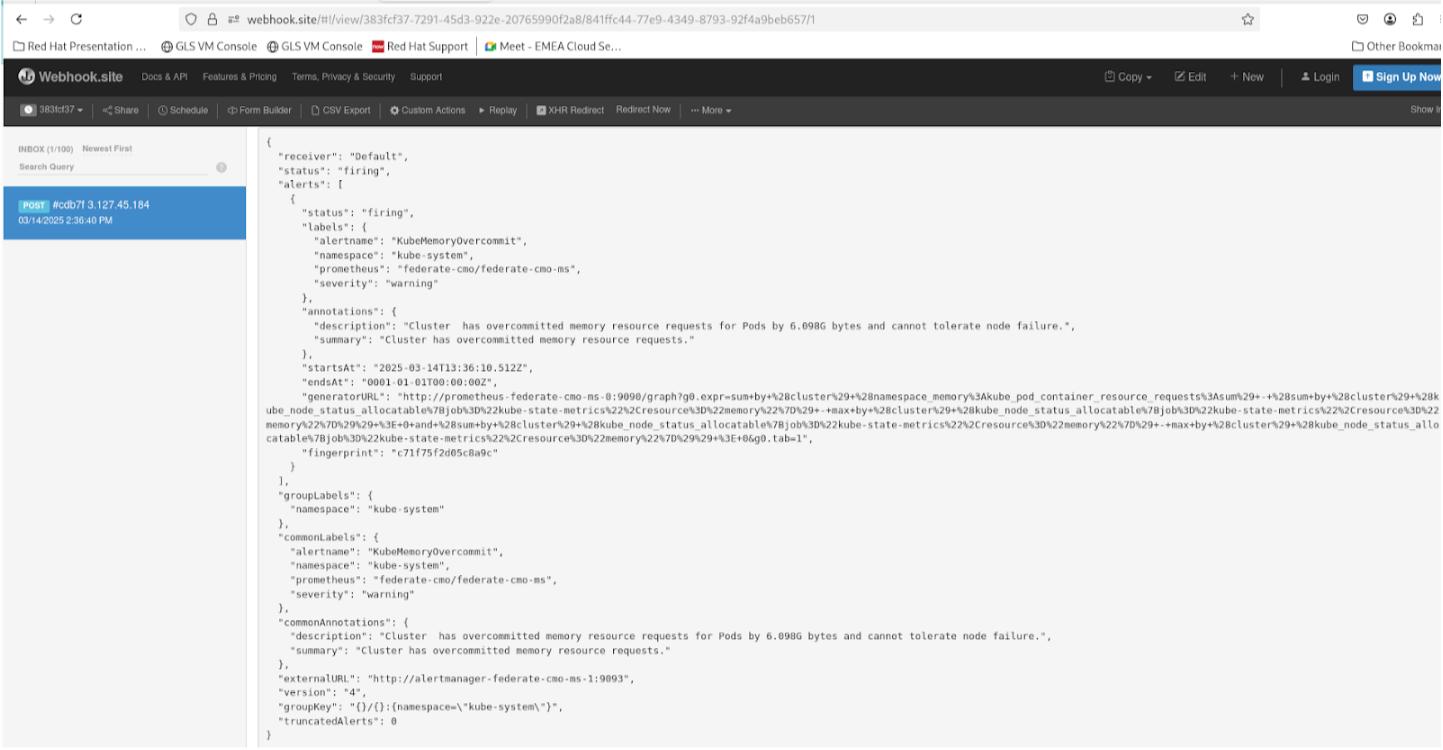 webhook.site/#!/view/383fcf37-7291-45d3-922e-20765990f2a8/841ffc44-77e9-4349-8793-92f4a9beb657/1
Red Hat Presentation ... GLS VM Console GLS VM Console Red Hat Support Meet - EMEA Cloud Se... Other Bookmar
Webhook.site Docs & API Features & Pricing Terms, Privacy & Security Support Copy Edit + New Login Sign Up Now
383fcf37 Share Schedule Form Builder CSV Export Custom Actions Replay XHR Redirect Redirect Now ... More Show In
INBOX (1/100) Newest First
Search Query
POST #cdb7f 3.127.45.184
03/14/2025 2:36:40 PM
{
"receiver": "Default",
"status": "firing",
"alerts": [
{
"status": "firing",
"labels": {
"alertname": "KubeMemoryOvercommit",
"namespace": "kube-system",
"prometheus": "federate-cmo/federate-cmo-ms",
"severity": "warning"
},
"annotations": {
"description": "Cluster  has overcommitted memory resource requests for Pods by 6.098G bytes and cannot tolerate node failure.",
"summary": "Cluster has overcommitted memory resource requests."
},
"startsAt": "2025-03-14T13:36:10.512Z",
"endsAt": "0001-01-01T00:00:00Z",
"generatorURL": "http://prometheus-federate-cmo-ms-0:9090/graph?g0.expr=sum+by+%28cluster%29+%28namespace_memory%3Akube_pod_container_resource_requests%3Asum%29+-+%28sum+by+%28cluster%29+%28k
ube_node_status_allocatable%7Bjob%3D%22kube-state-metrics%22%2Cresource%3D%22memory%22%7D%29+-+max+by+%28cluster%29+%28kube_node_status_allocatable%7Bjob%3D%22kube-state-metrics%22%2Cresource%3D%22
memory%22%7D%29%29+%3E+0+and+%28sum+by+%28cluster%29+%28kube_node_status_allocatable%7Bjob%3D%22kube-state-metrics%22%2Cresource%3D%22memory%22%7D%29+-+max+by+%28cluster%29+%28kube_node_status_allo
catable%7Bjob%3D%22kube-state-metrics%22%2Cresource%3D%22memory%22%7D%29%29+%3E+0&g0.tab=1",
"fingerprint": "c71f75f2d05c8a9c"
}
],
"groupLabels": {
"namespace": "kube-system"
},
"commonLabels": {
"alertname": "KubeMemoryOvercommit",
"namespace": "kube-system",
"prometheus": "federate-cmo/federate-cmo-ms",
"severity": "warning"
},
"commonAnnotations": {
"description": "Cluster  has overcommitted memory resource requests for Pods by 6.098G bytes and cannot tolerate node failure.",
"summary": "Cluster has overcommitted memory resource requests."
},
"externalURL": "http://alertmanager-federate-cmo-ms-1:9093",
"version": "4",
"groupKey": "{}/{}:{namespace=\"kube-system\"}",
"truncatedAlerts": 0
}